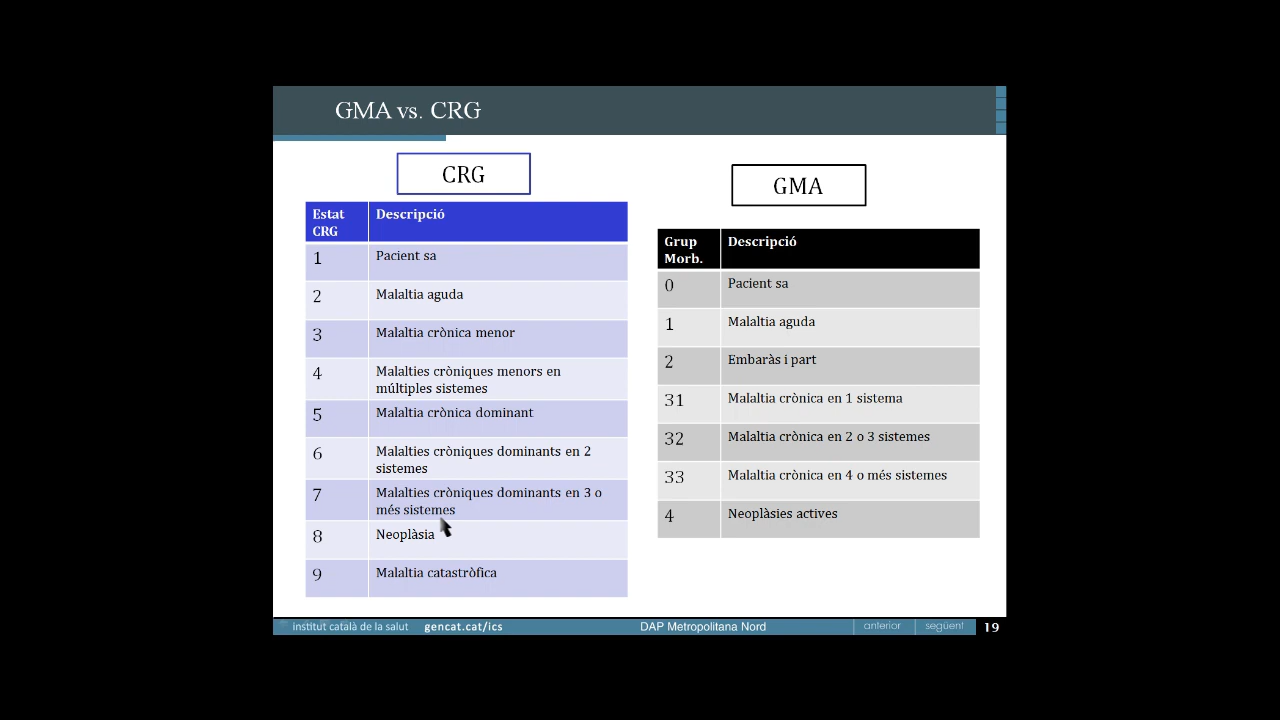 GMA vs. CRG
CRG
Estat CRG Descripció
1 Pacient sa
2 Malaltia aguda
3 Malaltia crònica menor
4 Malalties cròniques menors en
múltiples sistemes
5 Malaltia crònica dominant
6 Malalties cròniques dominants en 2
sistemes
7 Malalties cròniques dominants en 3 o
més sistemes
8 Neoplàsia
9 Malaltia catastròfica
GMA
Grup Morb. Descripció
0 Pacient sa
1 Malaltia aguda
2 Embaràs i part
31 Malaltia crònica en 1 sistema
32 Malaltia crònica en 2 o 3 sistemes
33 Malaltia crònica en 4 o més sistemes
4 Neoplàsies actives
institut català de la salut gencat.cat/ics DAP Metropolitana Nord anterior següent 19